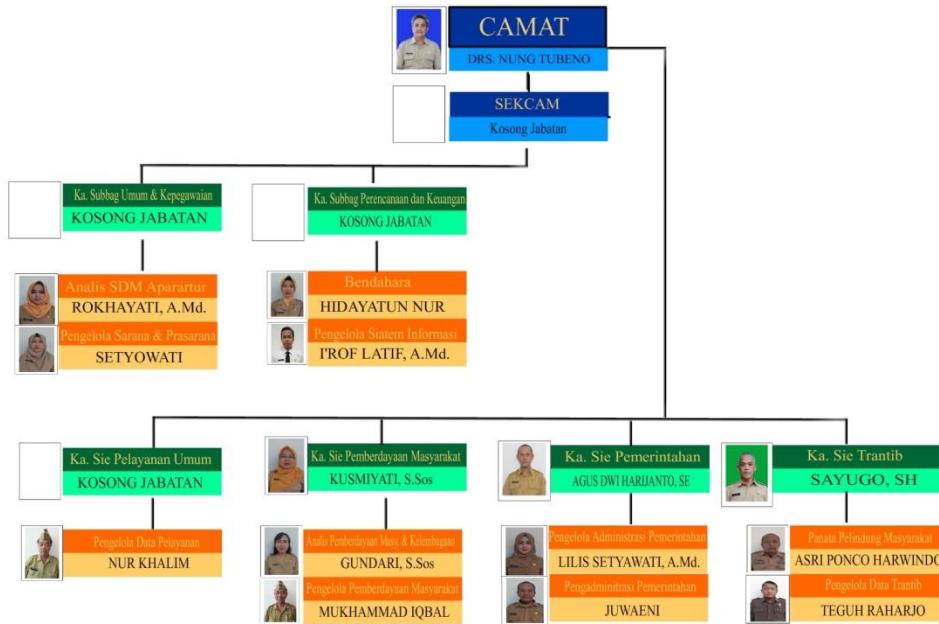 CAMAT
DRS. NUNG TUBENO
SEKCAM
Kosong Jabatan
Ka. Subbag Umum & Kepegawaian
KOSONG JABATAN
Ka. Subbag Perencanaan dan Keuangan
KOSONG JABATAN
Analis SDM Aparartur
ROKHAYATI, A.Md.
Pengelola Sarana & Prasarana
SETYOWATI
Bendahara
HIDAYATUN NUR
Pengelola Siatem Informasi
I'ROF LATIF, A.Md.
Ka. Sie Pelayanan Umum
KOSONG JABATAN
Ka. Sie Pemberdayaan Masyarakat
KUSMIYATI, S.Sos
Ka. Sie Pemerintahan
AGUS DWI HARIJANTO, SE
Ka. Sie Trantib
SAYUGO, SH
Pengelola Data Pelayanan
NUR KHALIM
Analis Pemberdayaan Masy. & Kelembagaan
GUNDARI, S.Sos
Pengelola Pemberdayaan Masyarakat
MUKHAMMAD IQBAL
Pengelola Administrasi Pemerintahan
LILIS SETYAWATI, A.Md.
Pengadminitrasi Pemerintahan
JUWAENI
Panata Pelindung Masyarakat
ASRI PONCO HARWINDO
Pengelola Data Trantib
TEGUH RAHARJO